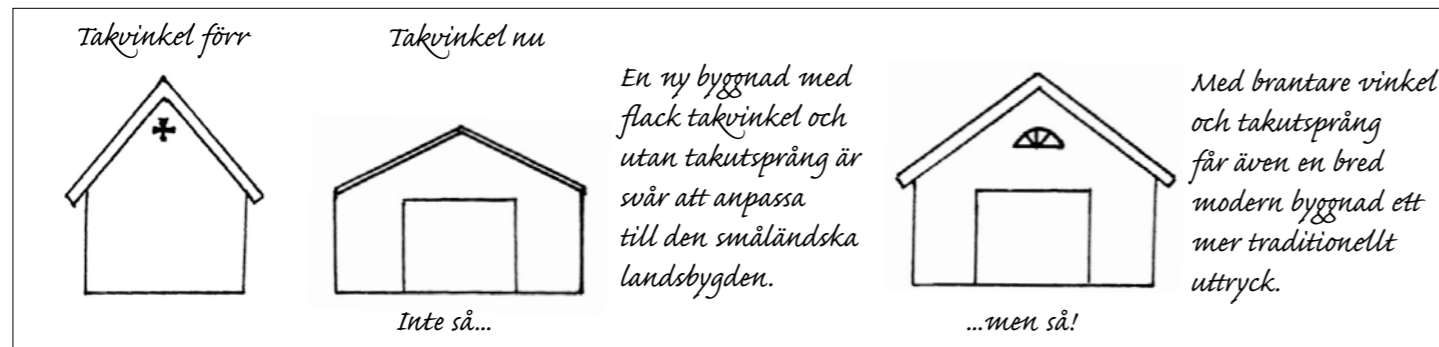 Takvinkel förr
Takvinkel nu
En ny byggnad med
flack takvinkel och
utan takutsprång är
svår att anpassa
till den småländska
landsbygden.
Inte så...
Med brantare vinkel
och takutsprång
får även en bred
modern byggnad ett
mer traditionellt
uttryck.
...men så!